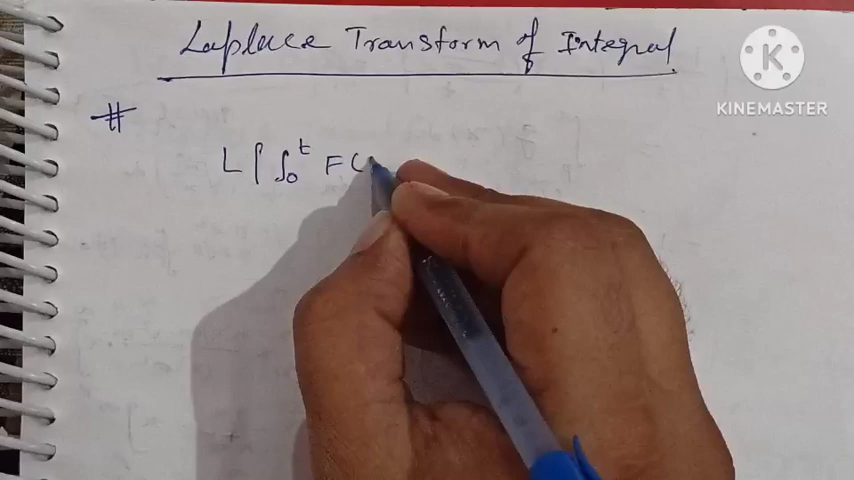 Laplace Transform of Integral
K
KINEMASTER
#
L[∫₀ᵗ F(